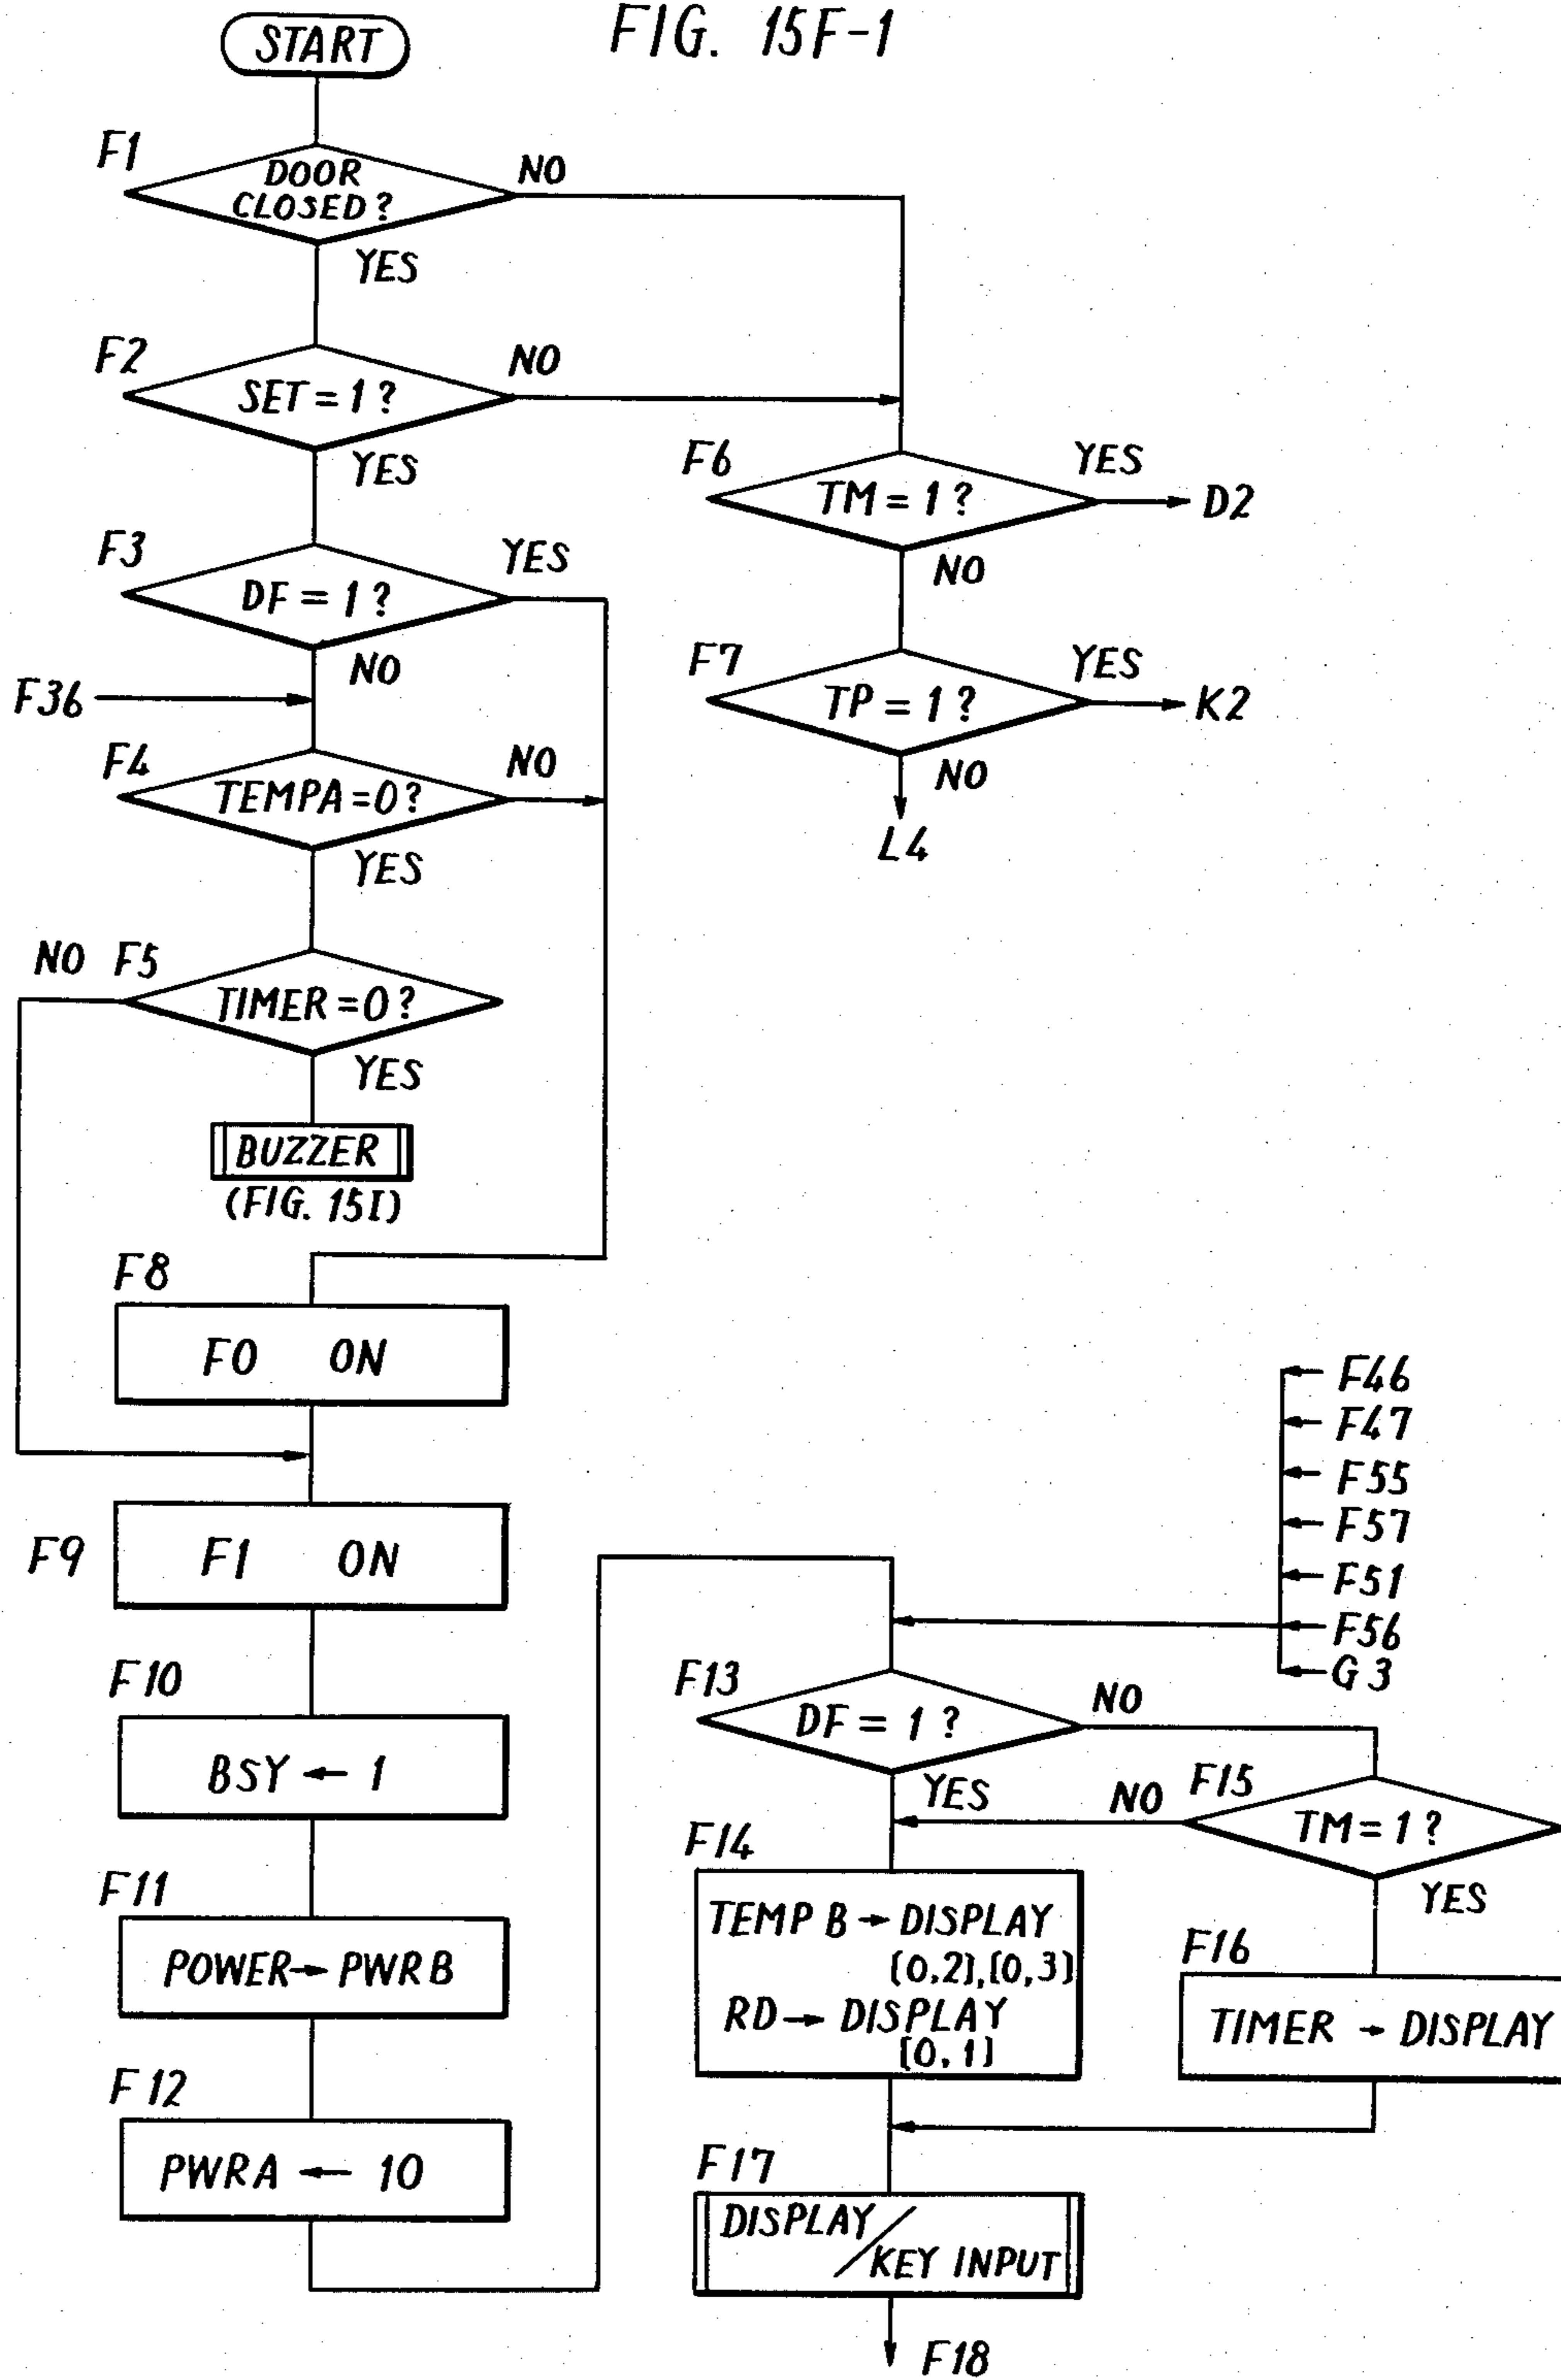 FIG. 15F-1
START
F1
DOOR
CLOSED?
NO
YES
F2
SET=1?
NO
YES
F6
TM=1?
YES
D2
NO
F3
DF=1?
YES
NO
F7
TP=1?
YES
K2
NO
L4
F36
F4
TEMPA=0?
NO
YES
NO
F5
TIMER=0?
YES
BUZZER
(FIG. 15I)
F8
F0 ON
F9
F1 ON
F10
BSY ← 1
F11
POWER→PWRB
F12
PWRA ← 10
F46
F47
F55
F57
F51
F56
G3
F13
DF=1?
NO
YES
F15
TM=1?
NO
YES
F14
TEMP B→DISPLAY
[0,2],[0,3]
RD→DISPLAY
[0,1]
F16
TIMER→DISPLAY
F17
DISPLAY/
KEY INPUT
F18